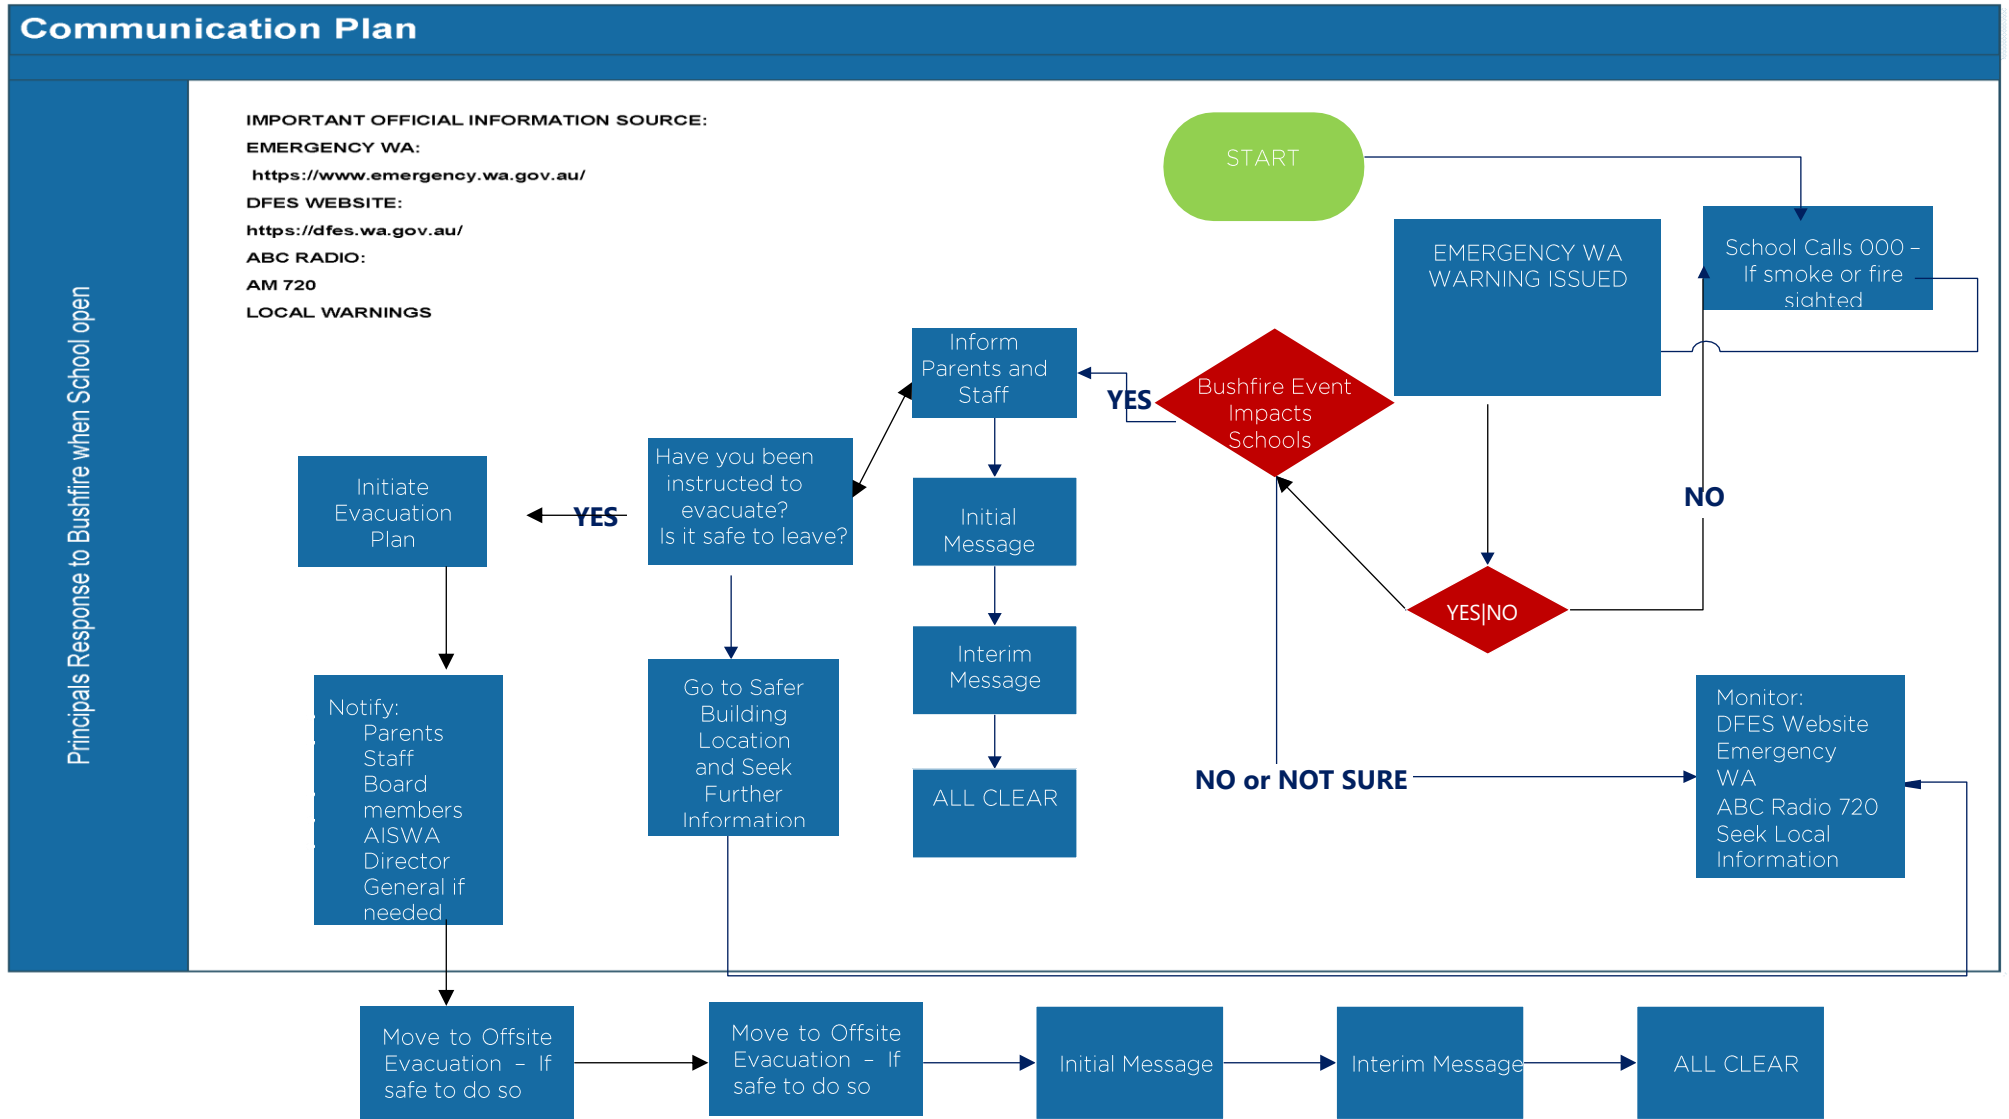 Communication Plan
Principals Response to Bushfire when School open
IMPORTANT OFFICIAL INFORMATION SOURCE:
EMERGENCY WA:
https://www.emergency.wa.gov.au/
DFES WEBSITE:
https://dfes.wa.gov.au/
ABC RADIO:
AM 720
LOCAL WARNINGS
START
School Calls 000 –
If smoke or fire
sighted
EMERGENCY WA
WARNING ISSUED
YES|NO
NO
Bushfire Event
Impacts
Schools
YES
NO or NOT SURE
Monitor:
DFES Website
Emergency
WA
ABC Radio 720
Seek Local
Information
Inform
Parents and
Staff
Initial
Message
Interim
Message
ALL CLEAR
Have you been
instructed to
evacuate?
Is it safe to leave?
YES
Go to Safer
Building
Location
and Seek
Further
Information
Initiate
Evacuation
Plan
Notify:
Parents
Staff
Board
members
AISWA
Director
General if
needed
Move to Offsite
Evacuation – If
safe to do so
Move to Offsite
Evacuation – If
safe to do so
Initial Message
Interim Message
ALL CLEAR